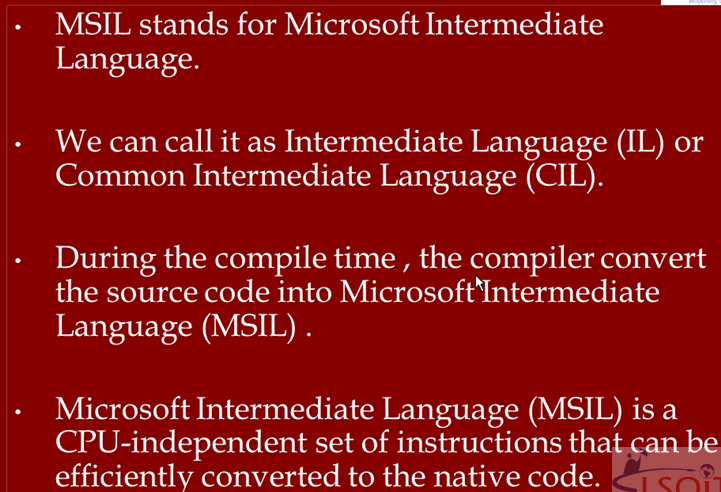 • MSIL stands for Microsoft Intermediate
Language.
• We can call it as Intermediate Language (IL) or
Common Intermediate Language (CIL).
• During the compile time , the compiler convert
the source code into Microsoft Intermediate
Language (MSIL) .
• Microsoft Intermediate Language (MSIL) is a
CPU-independent set of instructions that can be
efficiently converted to the native code.